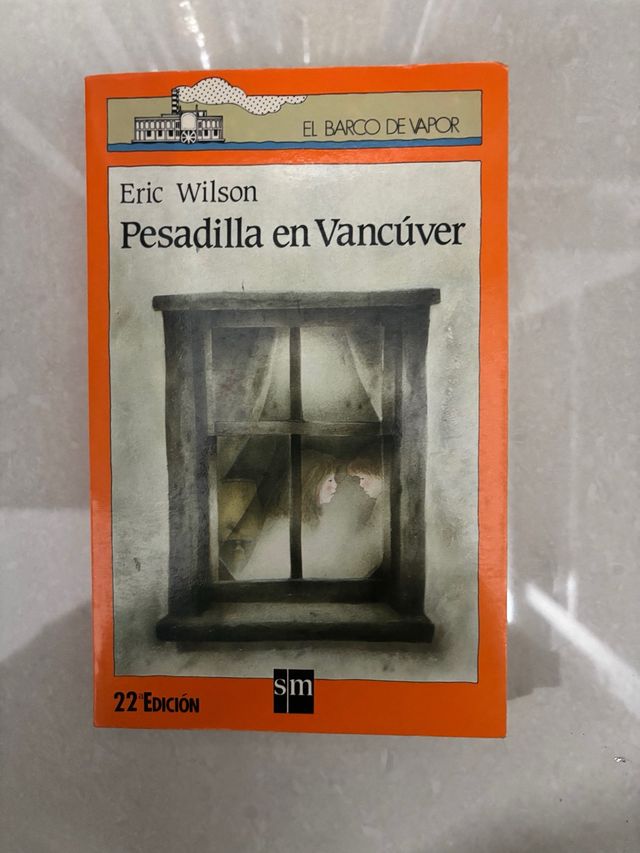 EL BARCO DE VAPOR
Eric Wilson
Pesadilla en Vancúver
22ª EDICIÓN
sm